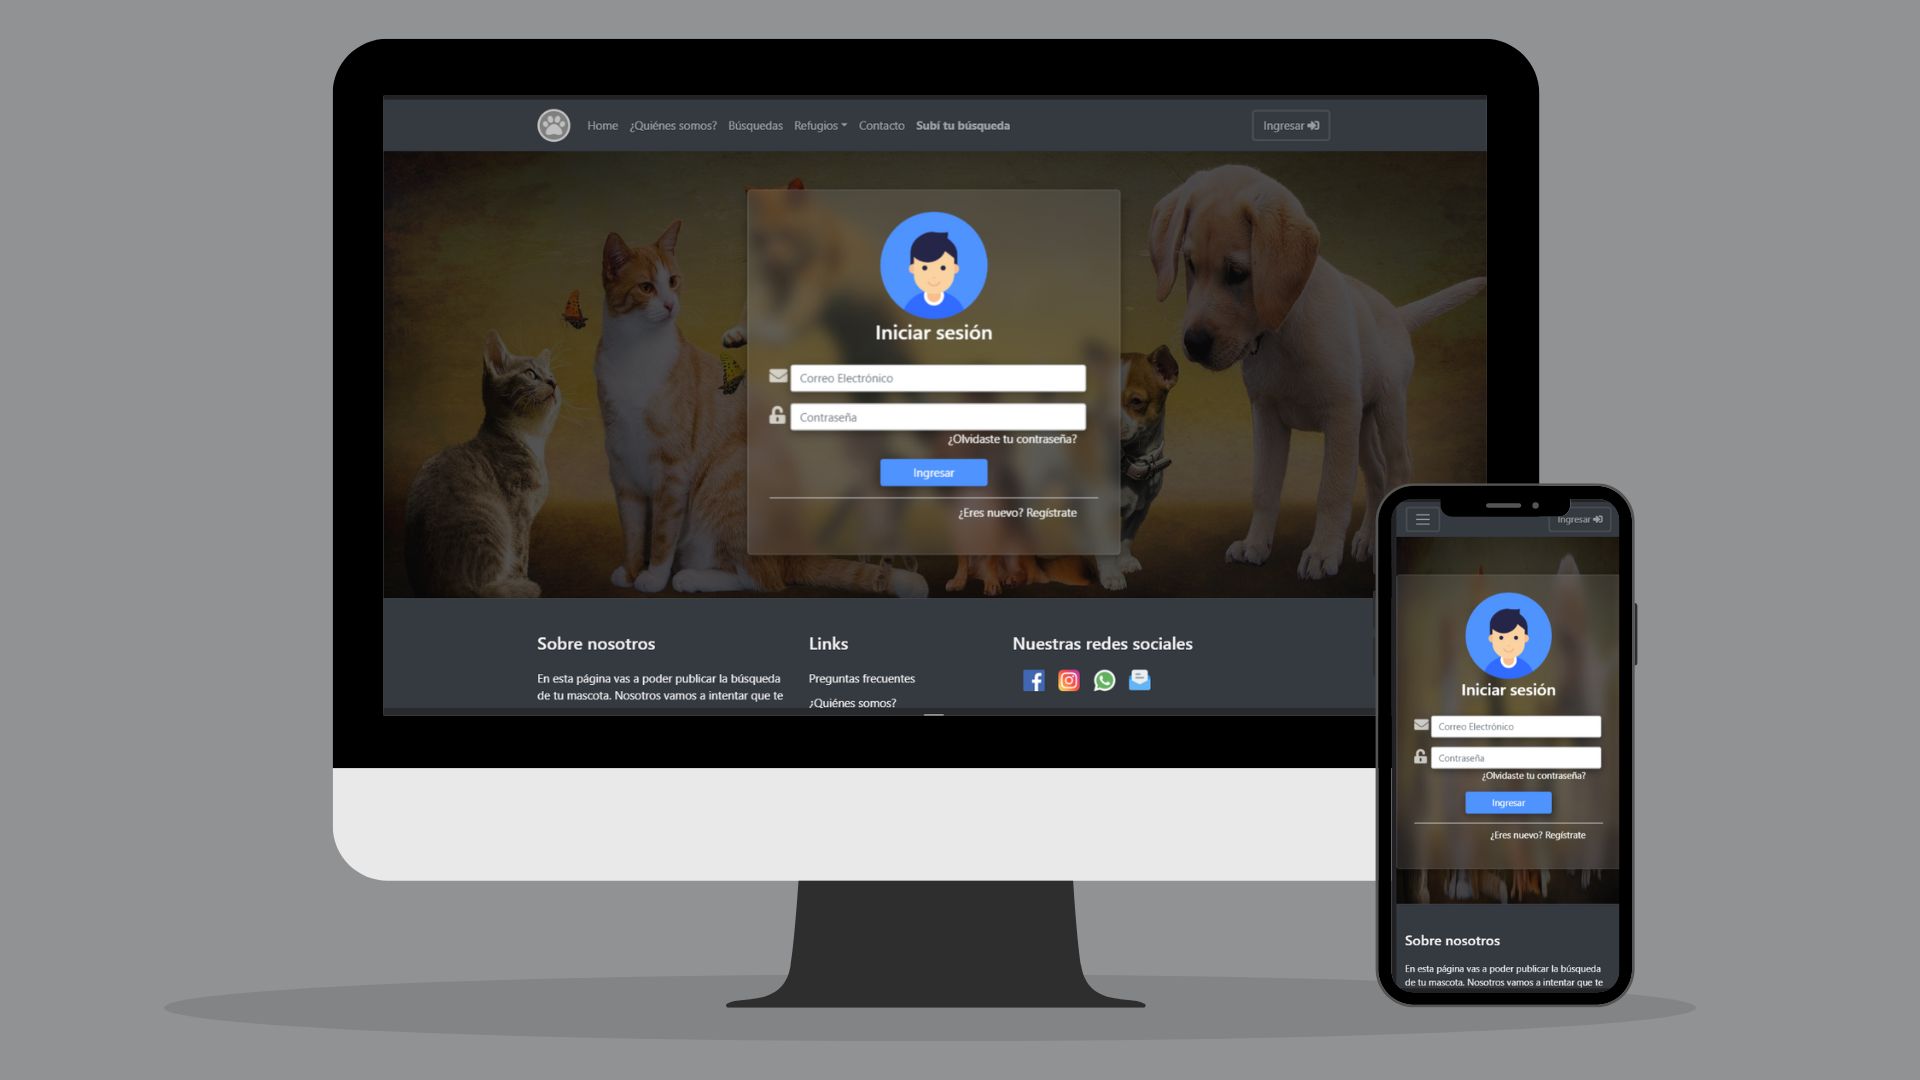 Home ¿Quiénes somos? Búsquedas Refugios Contacto Subí tu búsqueda Ingresar
Iniciar sesión
Correo Electrónico
Contraseña
¿Olvidaste tu contraseña?
Ingresar
¿Eres nuevo? Regístrate
Sobre nosotros
En esta página vas a poder publicar la búsqueda
de tu mascota. Nosotros vamos a intentar que te
Links
Preguntas frecuentes
¿Quiénes somos?
Nuestras redes sociales
Ingresar
Iniciar sesión
Correo Electrónico
Contraseña
¿Olvidaste tu contraseña?
Ingresar
¿Eres nuevo? Regístrate
Sobre nosotros
En esta página vas a poder publicar la búsqueda
de tu mascota. Nosotros vamos a intentar que te